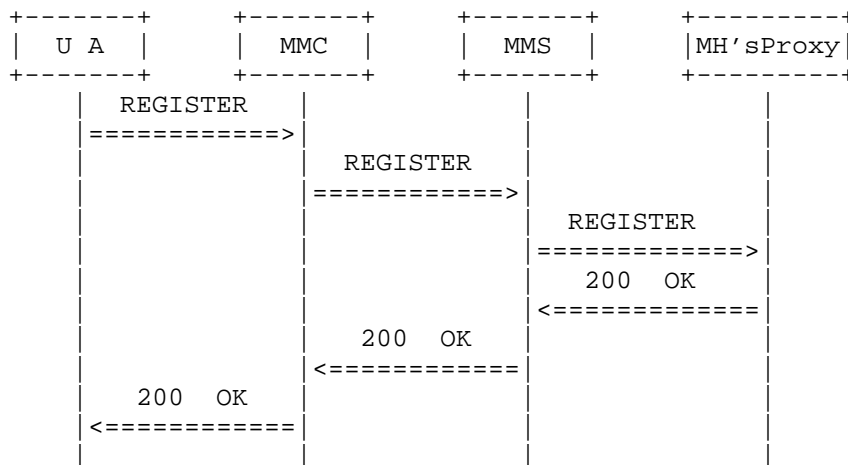 U A MMC MMS MH'sProxy
REGISTER
REGISTER
REGISTER
200 OK
200 OK
200 OK